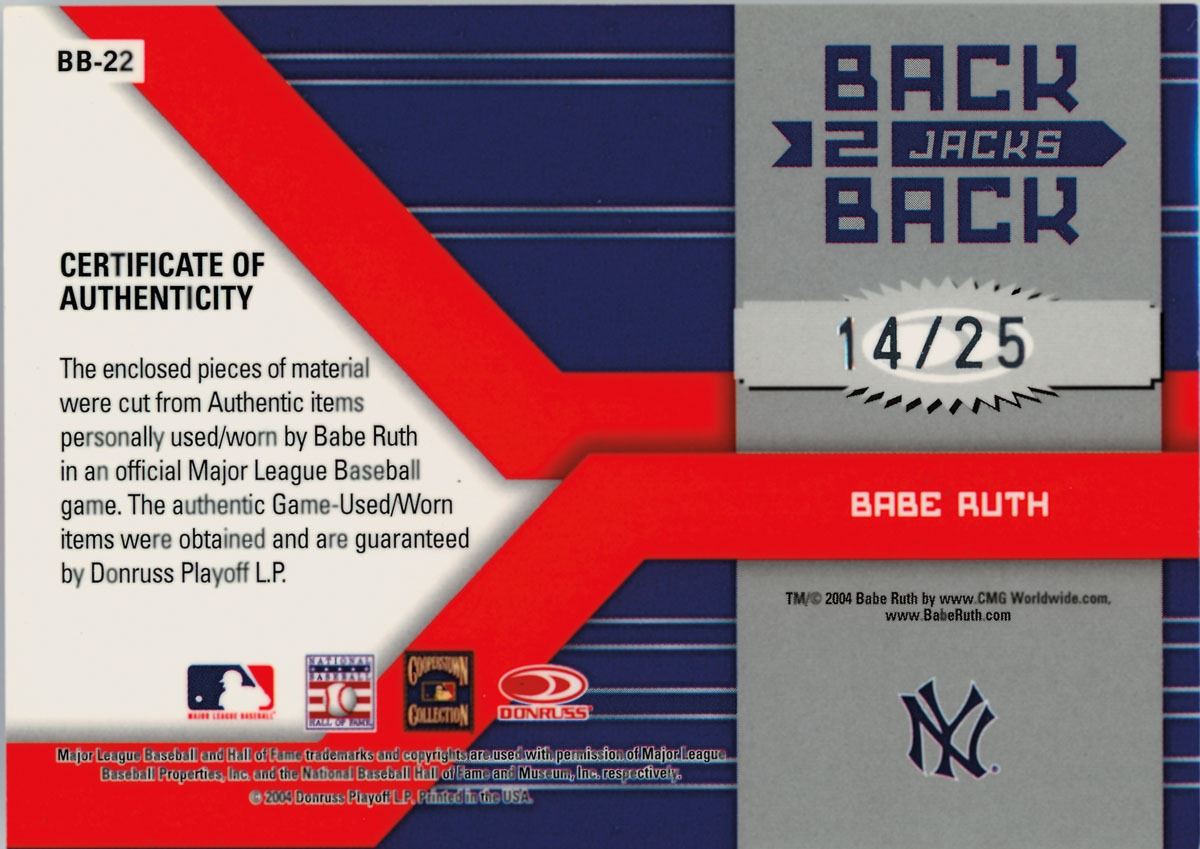 BB-22
CERTIFICATE OF
AUTHENTICITY
The enclosed pieces of material
were cut from Authentic items
personally used/worn by Babe Ruth
in an official Major League Baseball
game. The authentic Game-Used/Worn
items were obtained and are guaranteed
by Donruss Playoff L.P.
MAJOR LEAGUE BASEBALL
NATIONAL
BASEBALL
HALL OF FAME
COOPERSTOWN
COLLECTION
DONRUSS
Major League Baseball and Hall of Fame trademarks and copyrights are used with permission of Major League
Baseball Properties, Inc. and the National Baseball Hall of Fame and Museum, Inc. respectively.
© 2004 Donruss Playoff L.P. Printed in the USA.
BACK
2 JACKS
BACK
14/25
BABE RUTH
TM/© 2004 Babe Ruth by www.CMG Worldwide.com,
www.BabeRuth.com
NY